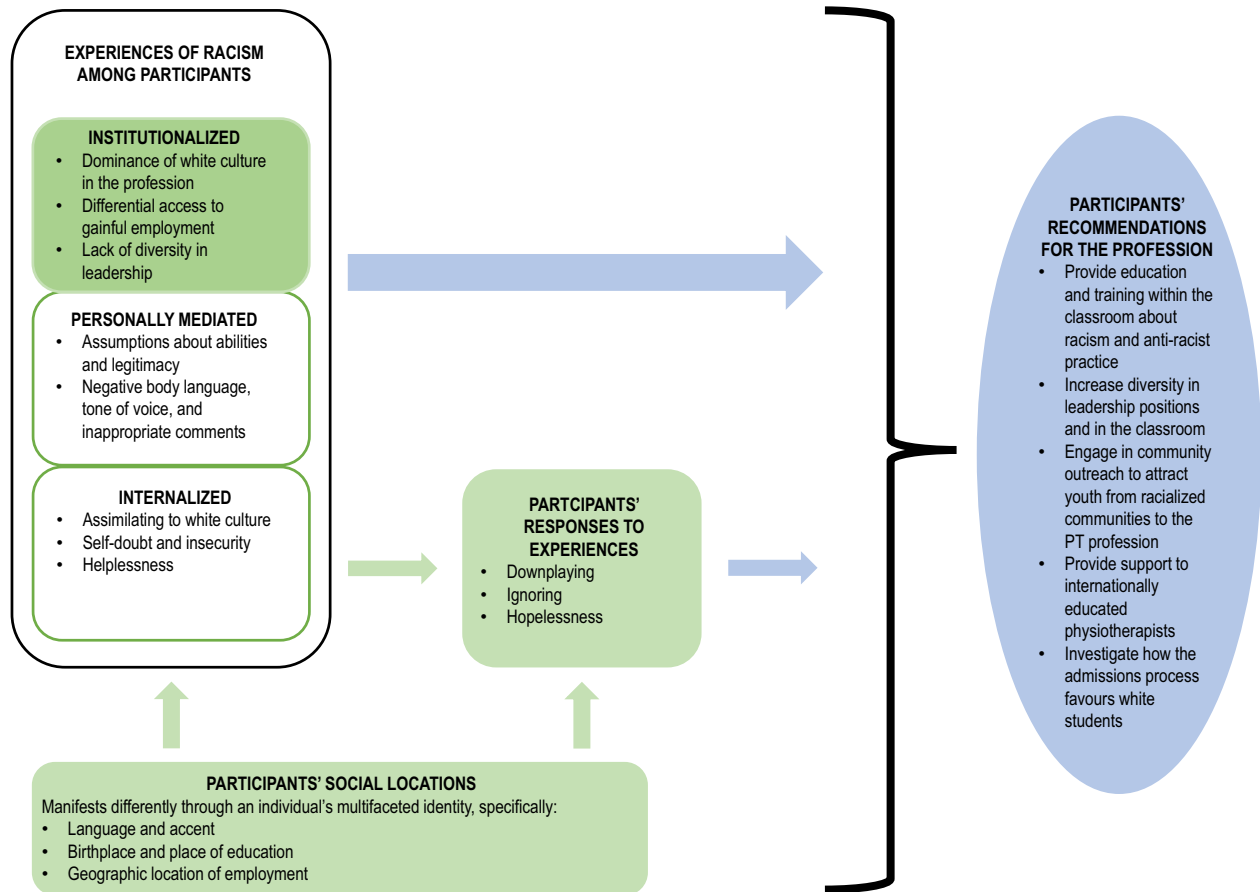 EXPERIENCES OF RACISM
AMONG PARTICIPANTS
INSTITUTIONALIZED
• Dominance of white culture
in the profession
• Differential access to
gainful employment
• Lack of diversity in
leadership
PERSONALLY MEDIATED
• Assumptions about abilities
and legitimacy
• Negative body language,
tone of voice, and
inappropriate comments
INTERNALIZED
• Assimilating to white culture
• Self-doubt and insecurity
• Helplessness
PARTCIPANTS’
RESPONSES TO
EXPERIENCES
• Downplaying
• Ignoring
• Hopelessness
PARTICIPANTS’ SOCIAL LOCATIONS
Manifests differently through an individual’s multifaceted identity, specifically:
• Language and accent
• Birthplace and place of education
• Geographic location of employment
PARTICIPANTS’
RECOMMENDATIONS
FOR THE PROFESSION
• Provide education
and training within the
classroom about
racism and anti-racist
practice
• Increase diversity in
leadership positions
and in the classroom
• Engage in community
outreach to attract
youth from racialized
communities to the
PT profession
• Provide support to
internationally
educated
physiotherapists
• Investigate how the
admissions process
favours white
students